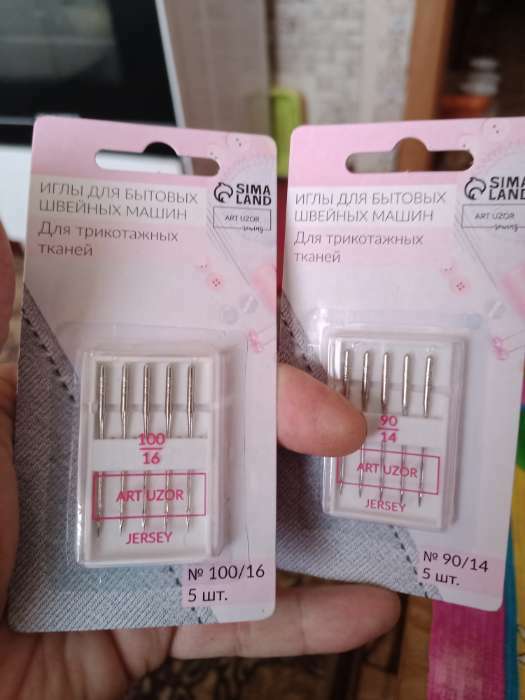 ИГЛЫ ДЛЯ БЫТОВЫХ
ШВЕЙНЫХ МАШИН
Для трикотажных
тканей
SIMA
LAND
ART UZOR
sewing
100
16
ART UZOR
JERSEY
№ 100/16
5 шт.
ИГЛЫ ДЛЯ БЫТОВЫХ
ШВЕЙНЫХ МАШИН
Для трикотажных
тканей
SIMA
LAND
ART UZOR
sewing
90
14
ART UZOR
JERSEY
№ 90/14
5 шт.